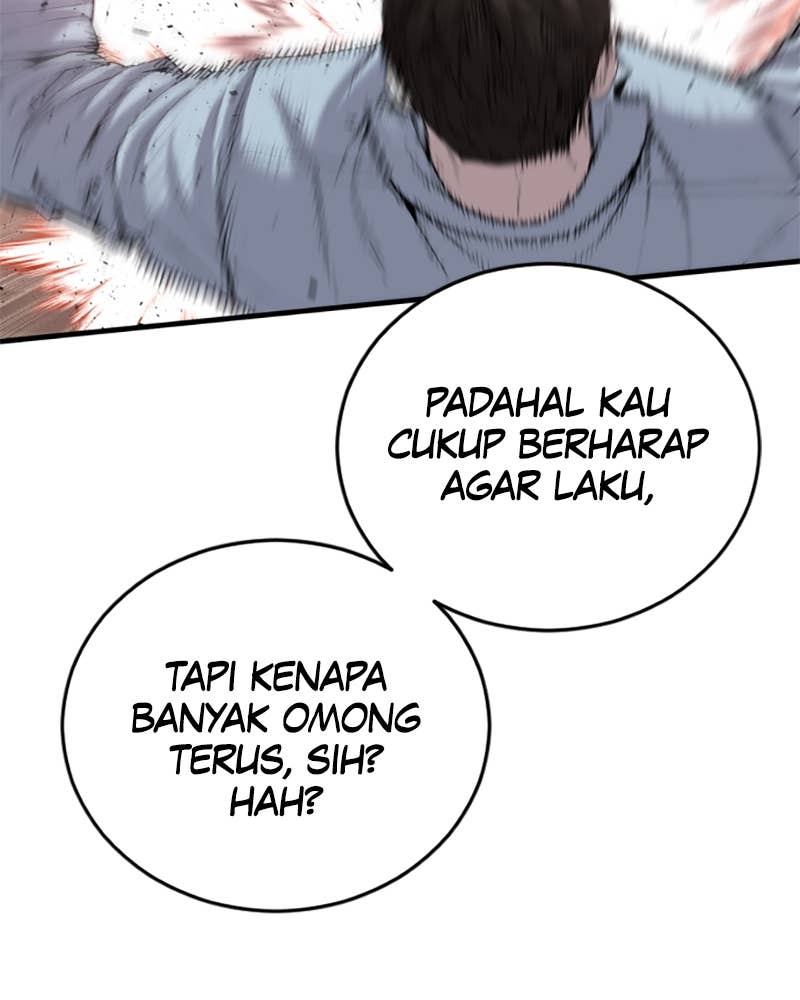 PADAHAL KAU
CUKUP BERHARAP
AGAR LAKU,
TAPI KENAPA
BANYAK OMONG
TERUS, SIH?
HAH?